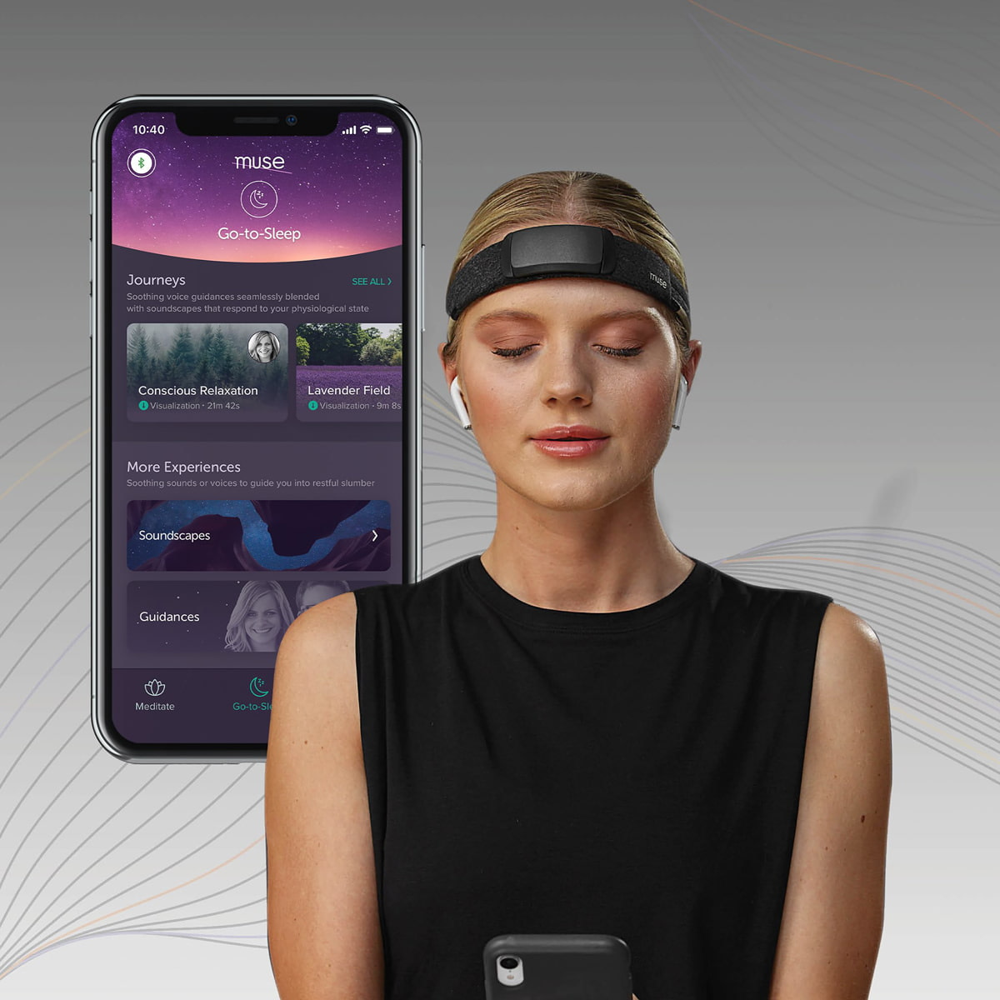 10:40
muse
Go-to-Sleep
Journeys
SEE ALL
Soothing voice guidances seamlessly blended
with soundscapes that respond to your physiological state
Conscious Relaxation
Visualization • 21m 42s
Lavender Field
Visualization • 9m 8s
More Experiences
Soothing sounds or voices to guide you into restful slumber
Soundscapes
Guidances
Meditate
Go-to-Sle
muse